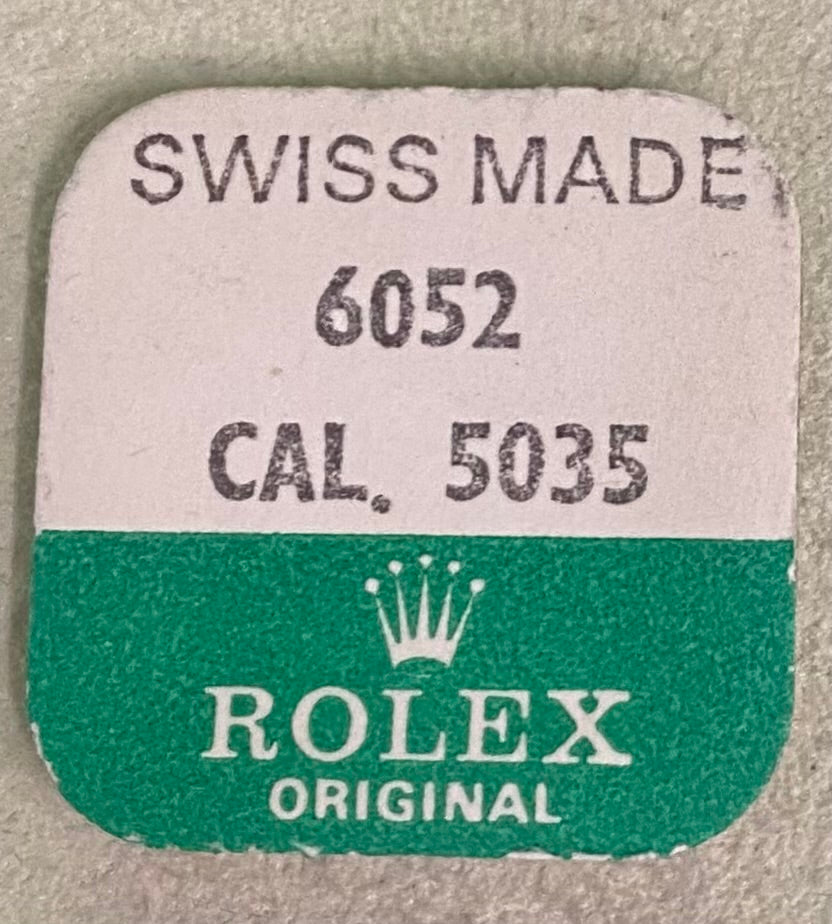 SWISS MADE
6052
CAL. 5035
ROLEX
ORIGINAL